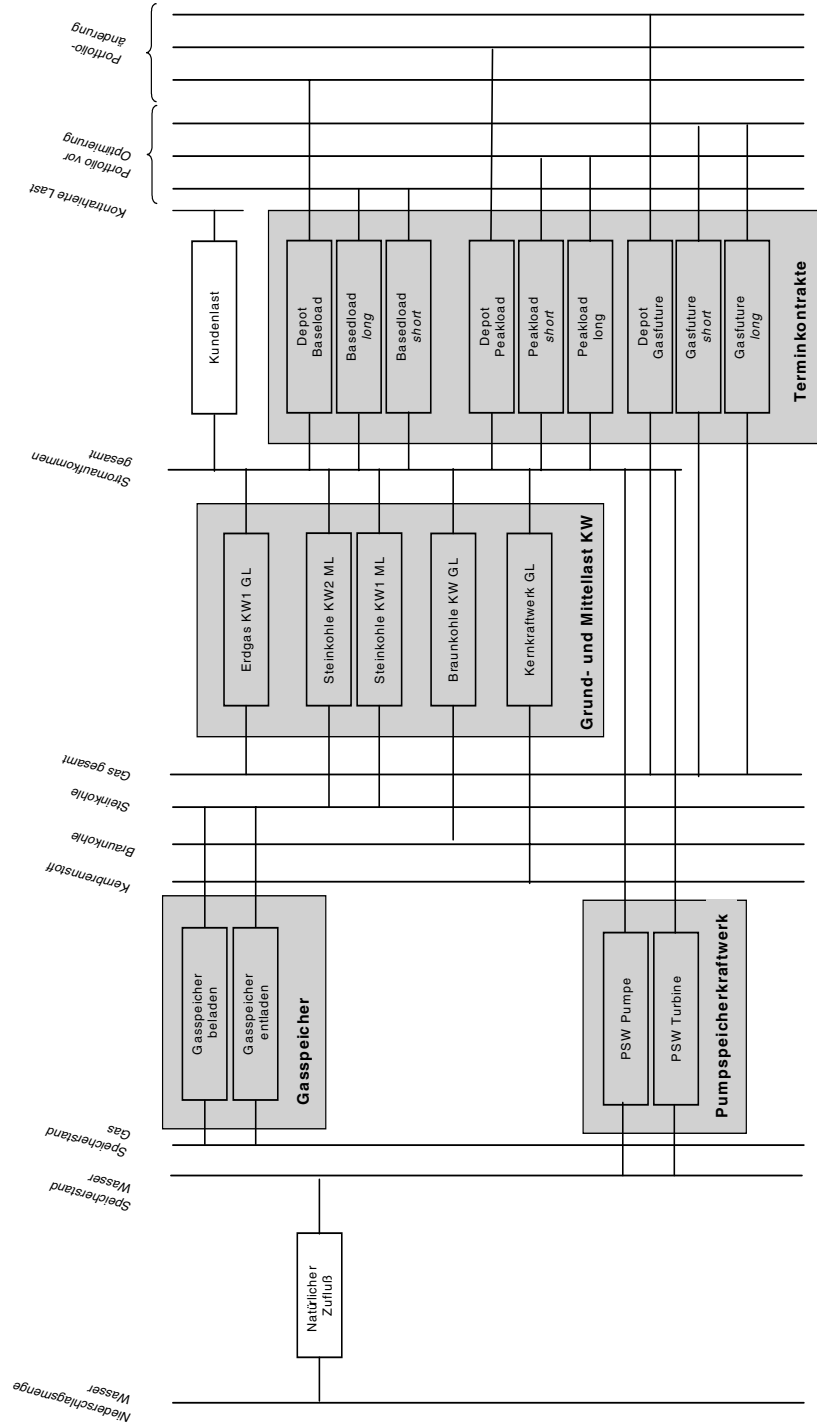 Niederschlagsmenge
Wasser
Speicherstand
Wasser
Speicherstand
Gas
Kernbrennstoff
Braunkohle
Steinkohle
Gas gesamt
Stromaufkommen
gesamt
Kontrahierte Last
Portfolio vor
Optimierung
Portfolio-
änderung
Natürlicher
Zufluß
Gasspeicher
beladen
Gasspeicher
entladen
Gasspeicher
PSW Pumpe
PSW Turbine
Pumpspeicherkraftwerk
Erdgas KW1 GL
Steinkohle KW2 ML
Steinkohle KW1 ML
Braunkohle KW GL
Kernkraftwerk GL
Grund- und Mittellast KW
Kundenlast
Depot
Baseload
Basedload
long
Basedload
short
Depot
Peakload
Peakload
short
Peakload
long
Depot
Gasfuture
Gasfuture
short
Gasfuture
long
Terminkontrakte